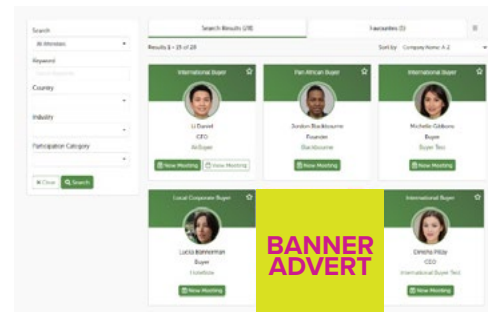 Search
All Attendees
Keyword
Country
Industry
Participation Category
Clear
Search
Search Results (28)
Favourites (5)
Results 1 - 15 of 28
Sort by Company Name A-Z
International Buyer
Li Daniel
CEO
New Meeting
View Meeting
Pan African Buyer
Jordon Blackbourne
Founder
Blackbourne
New Meeting
International Buyer
Michelle Gibbons
Buyer
Buyer Test
New Meeting
Local Corporate Buyer
Lucia Bannerman
Buyer
New Meeting
BANNER
ADVERT
International Buyer
Pillay
CEO
International Buyer Test
New Meeting